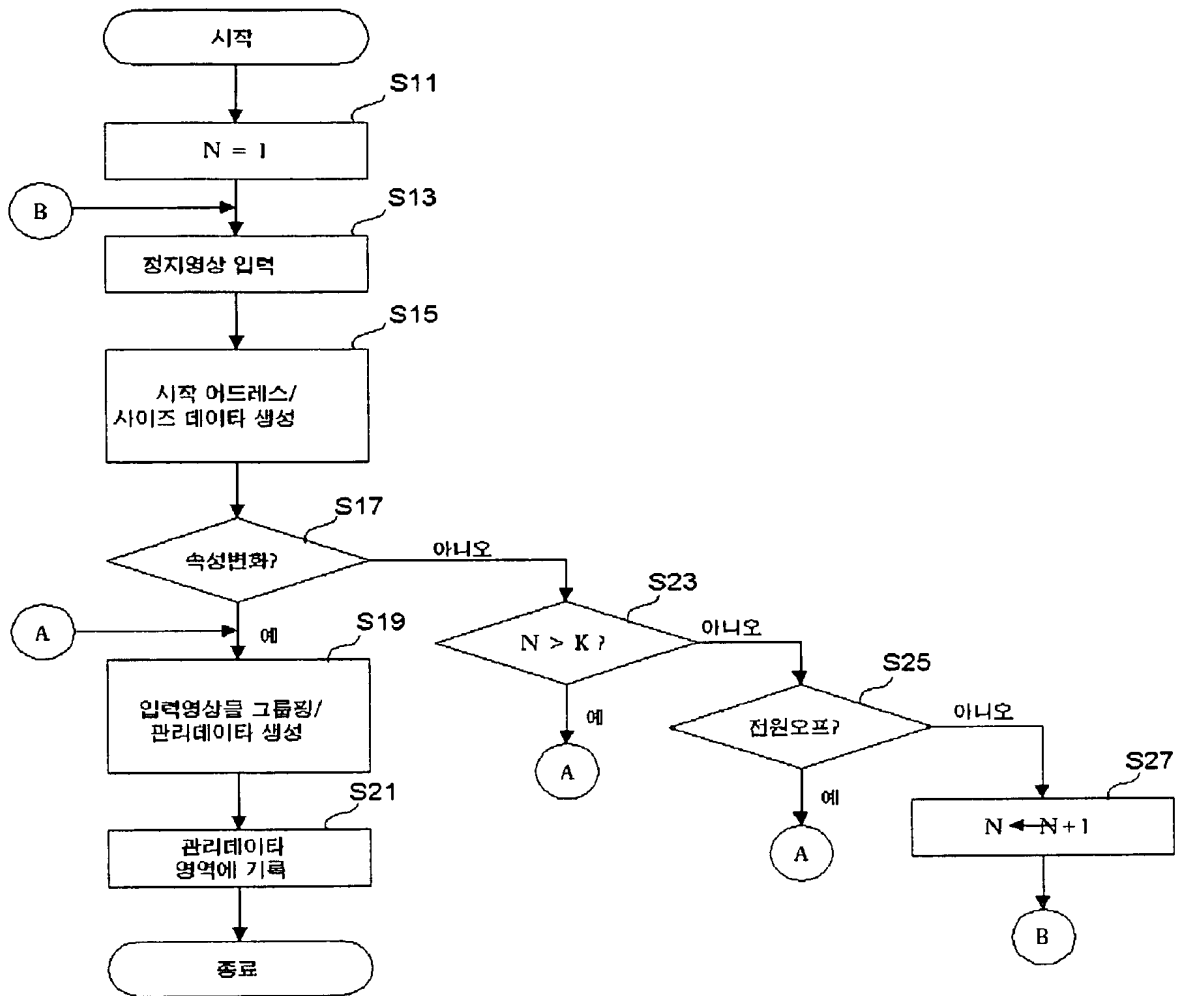 시작
S11
N = 1
B
S13
정지영상 입력
S15
시작 어드레스/
사이즈 데이타 생성
S17
속성변화?
아니오
예
A
S19
입력영상들 그룹핑/
관리데이타 생성
S21
관리데이타
영역에 기록
종료
S23
N > K ?
아니오
예
A
S25
전원오프?
아니오
예
A
S27
N ← N+1
B